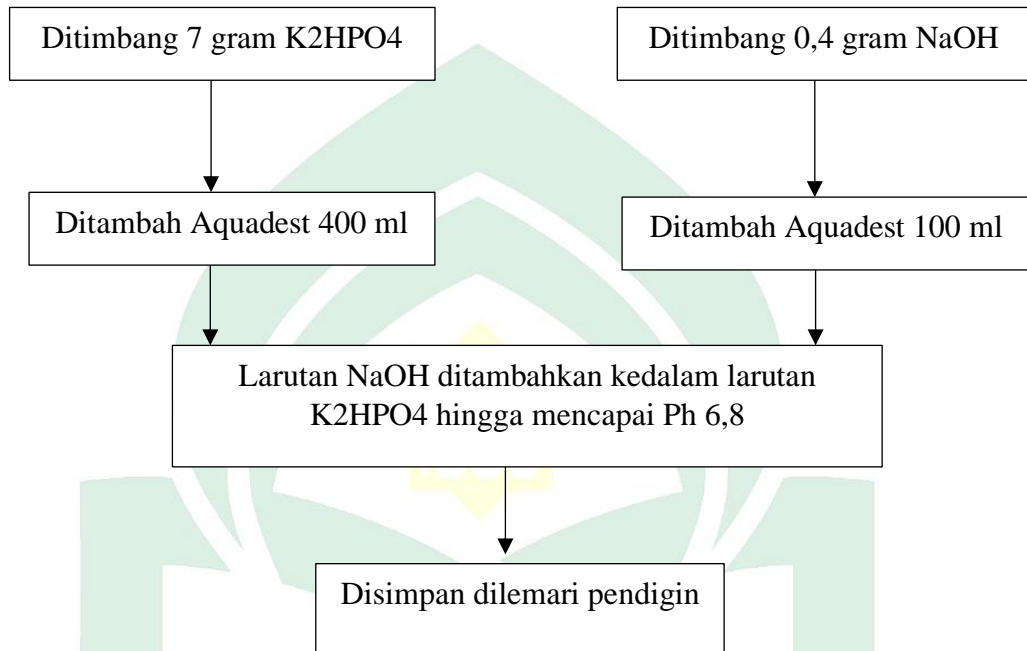 Ditimbang 7 gram K2HPO4
Ditimbang 0,4 gram NaOH
Ditambah Aquadest 400 ml
Ditambah Aquadest 100 ml
Larutan NaOH ditambahkan kedalam larutan
K2HPO4 hingga mencapai Ph 6,8
Disimpan dilemari pendigin